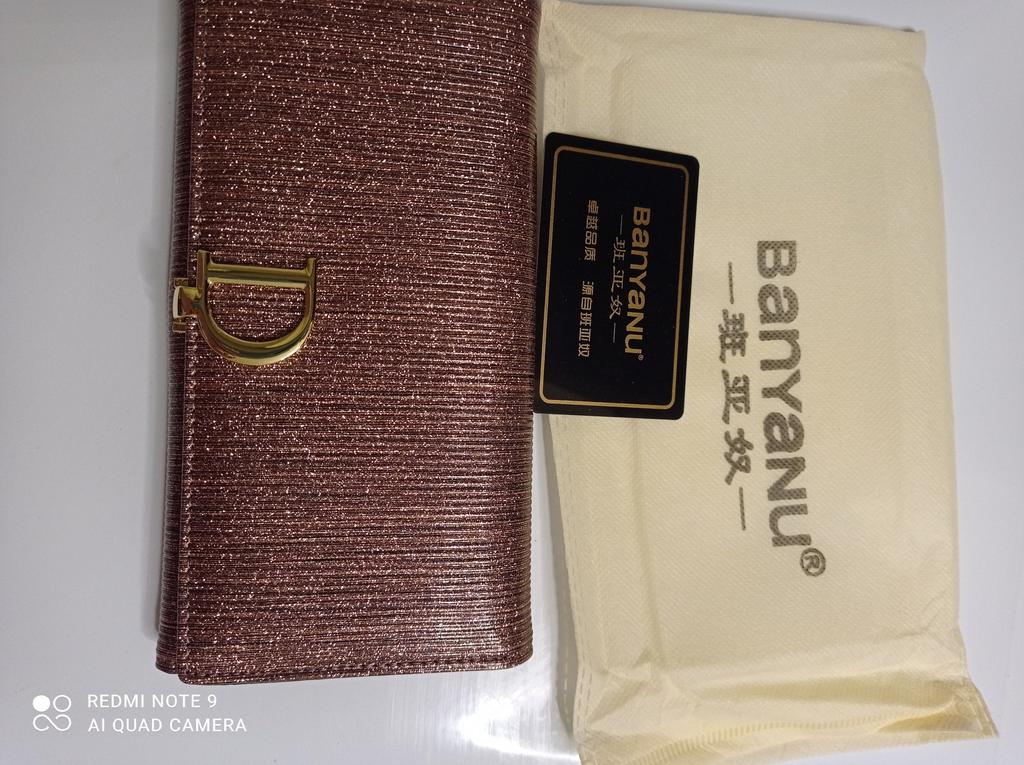 D
BanYaNU®
—班亚奴—
卓越品质 源自班亚奴
BanYaNU®
—班亚奴—
REDMI NOTE 9
AI QUAD CAMERA